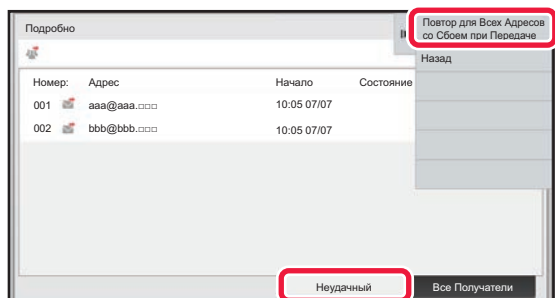 Подробно
Повтор для Всех Адресов
со Сбоем при Передаче
Назад
Номер: Адрес Начало Состояние
001 aaa@aaa.□□□ 10:05 07/07
002 bbb@bbb.□□□ 10:05 07/07
Неудачный Все Получатели